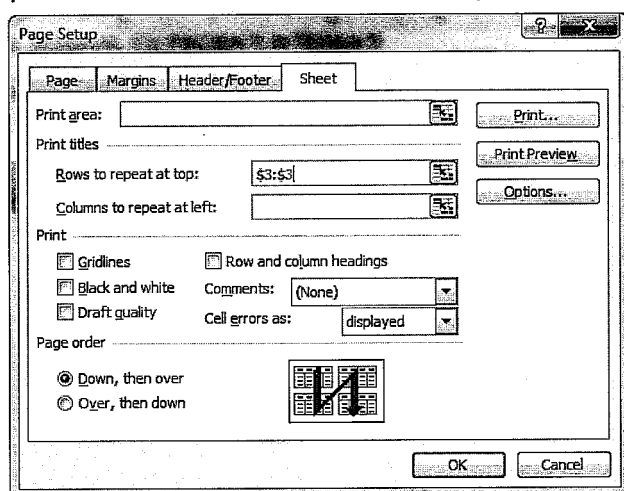 Page Setup
Page Margins Header/Footer Sheet
Print area:
Print...
Print titles
Print Preview
Rows to repeat at top: $3:$3
Options...
Columns to repeat at left:
Print
Gridlines Row and column headings
Black and white Comments: (None)
Draft quality Cell errors as: displayed
Page order
Down, then over
Over, then down
OK Cancel